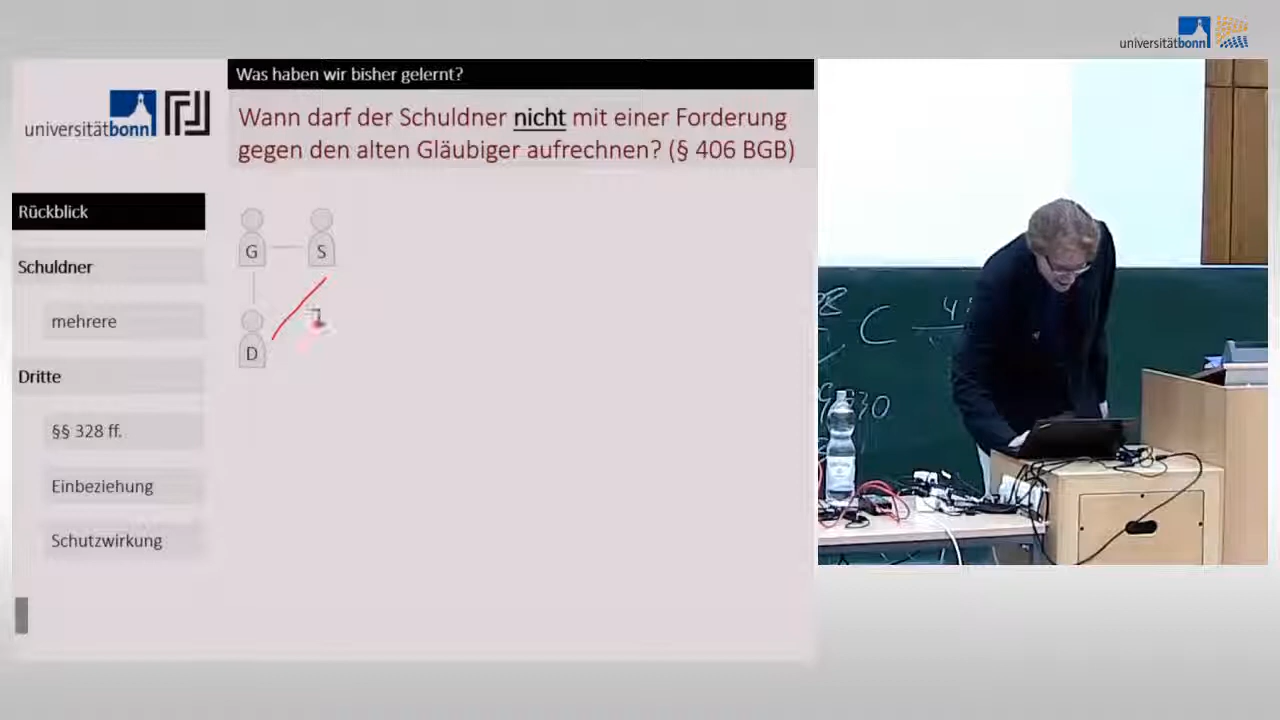 universitätbonn
Was haben wir bisher gelernt?
universitätbonn
Wann darf der Schuldner nicht mit einer Forderung
gegen den alten Gläubiger aufrechnen? (§ 406 BGB)
Rückblick
Schuldner
mehrere
Dritte
§§ 328 ff.
Einbeziehung
Schutzwirkung
G
S
D
C